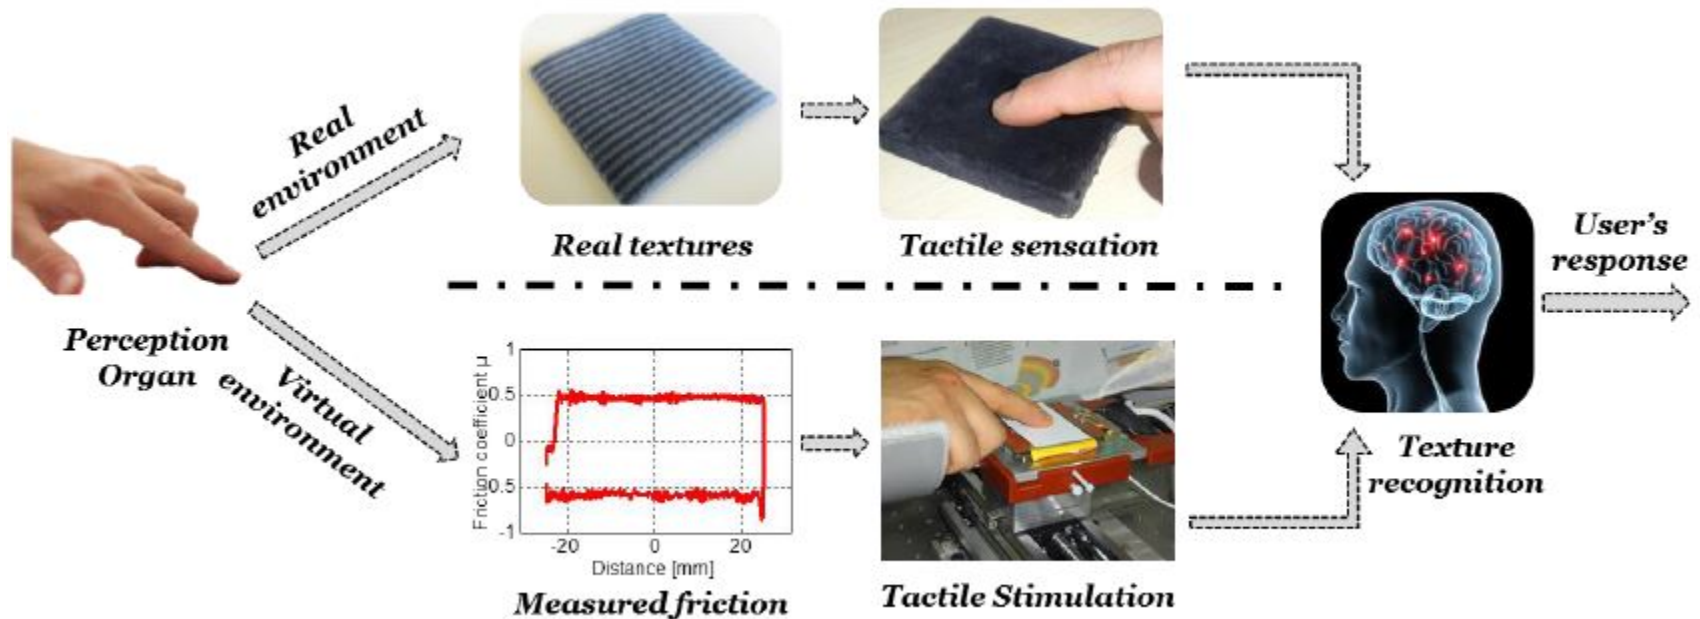 Real
environment
Real textures
Tactile sensation
User's
response
Perception
Organ
Virtual
environment
Friction coefficient μ
1
0.5
0
-0.5
-1
-20
0
20
Distance [mm]
Measured friction
Tactile Stimulation
Texture
recognition